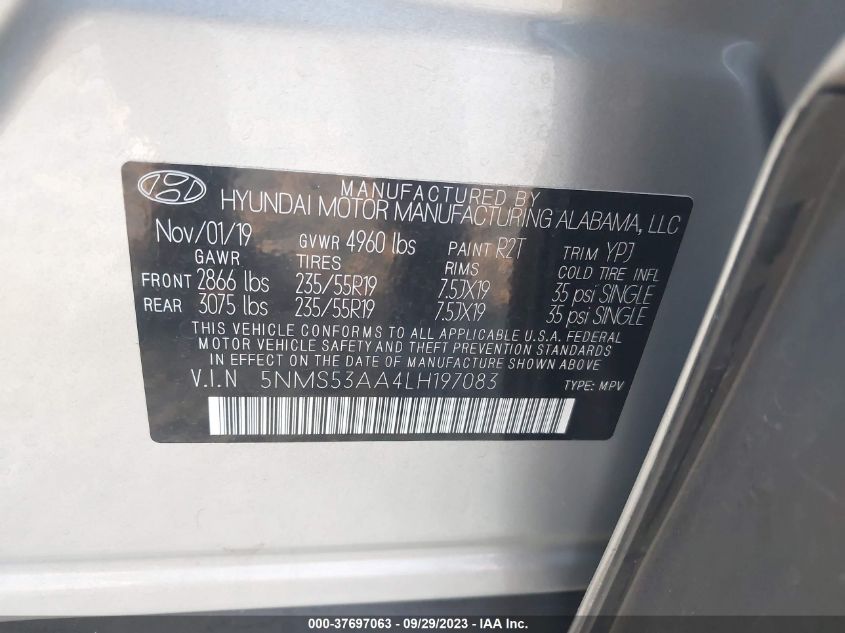 MANUFACTURED BY
HYUNDAI MOTOR MANUFACTURING ALABAMA, LLC
Nov/01/19 GVWR 4960 lbs PAINT R2T TRIM YPJ
GAWR TIRES RIMS COLD TIRE INFL
FRONT 2866 lbs 235/55R19 7.5JX19 35 psi SINGLE
REAR 3075 lbs 235/55R19 7.5JX19 35 psi SINGLE
THIS VEHICLE CONFORMS TO ALL APPLICABLE U.S.A. FEDERAL
MOTOR VEHICLE SAFETY AND THEFT PREVENTION STANDARDS
IN EFFECT ON THE DATE OF MANUFACTURE SHOWN ABOVE
V.I.N 5NMS53AA4LH197083 TYPE: MPV
000-37697063 - 09/29/2023 - IAA Inc.